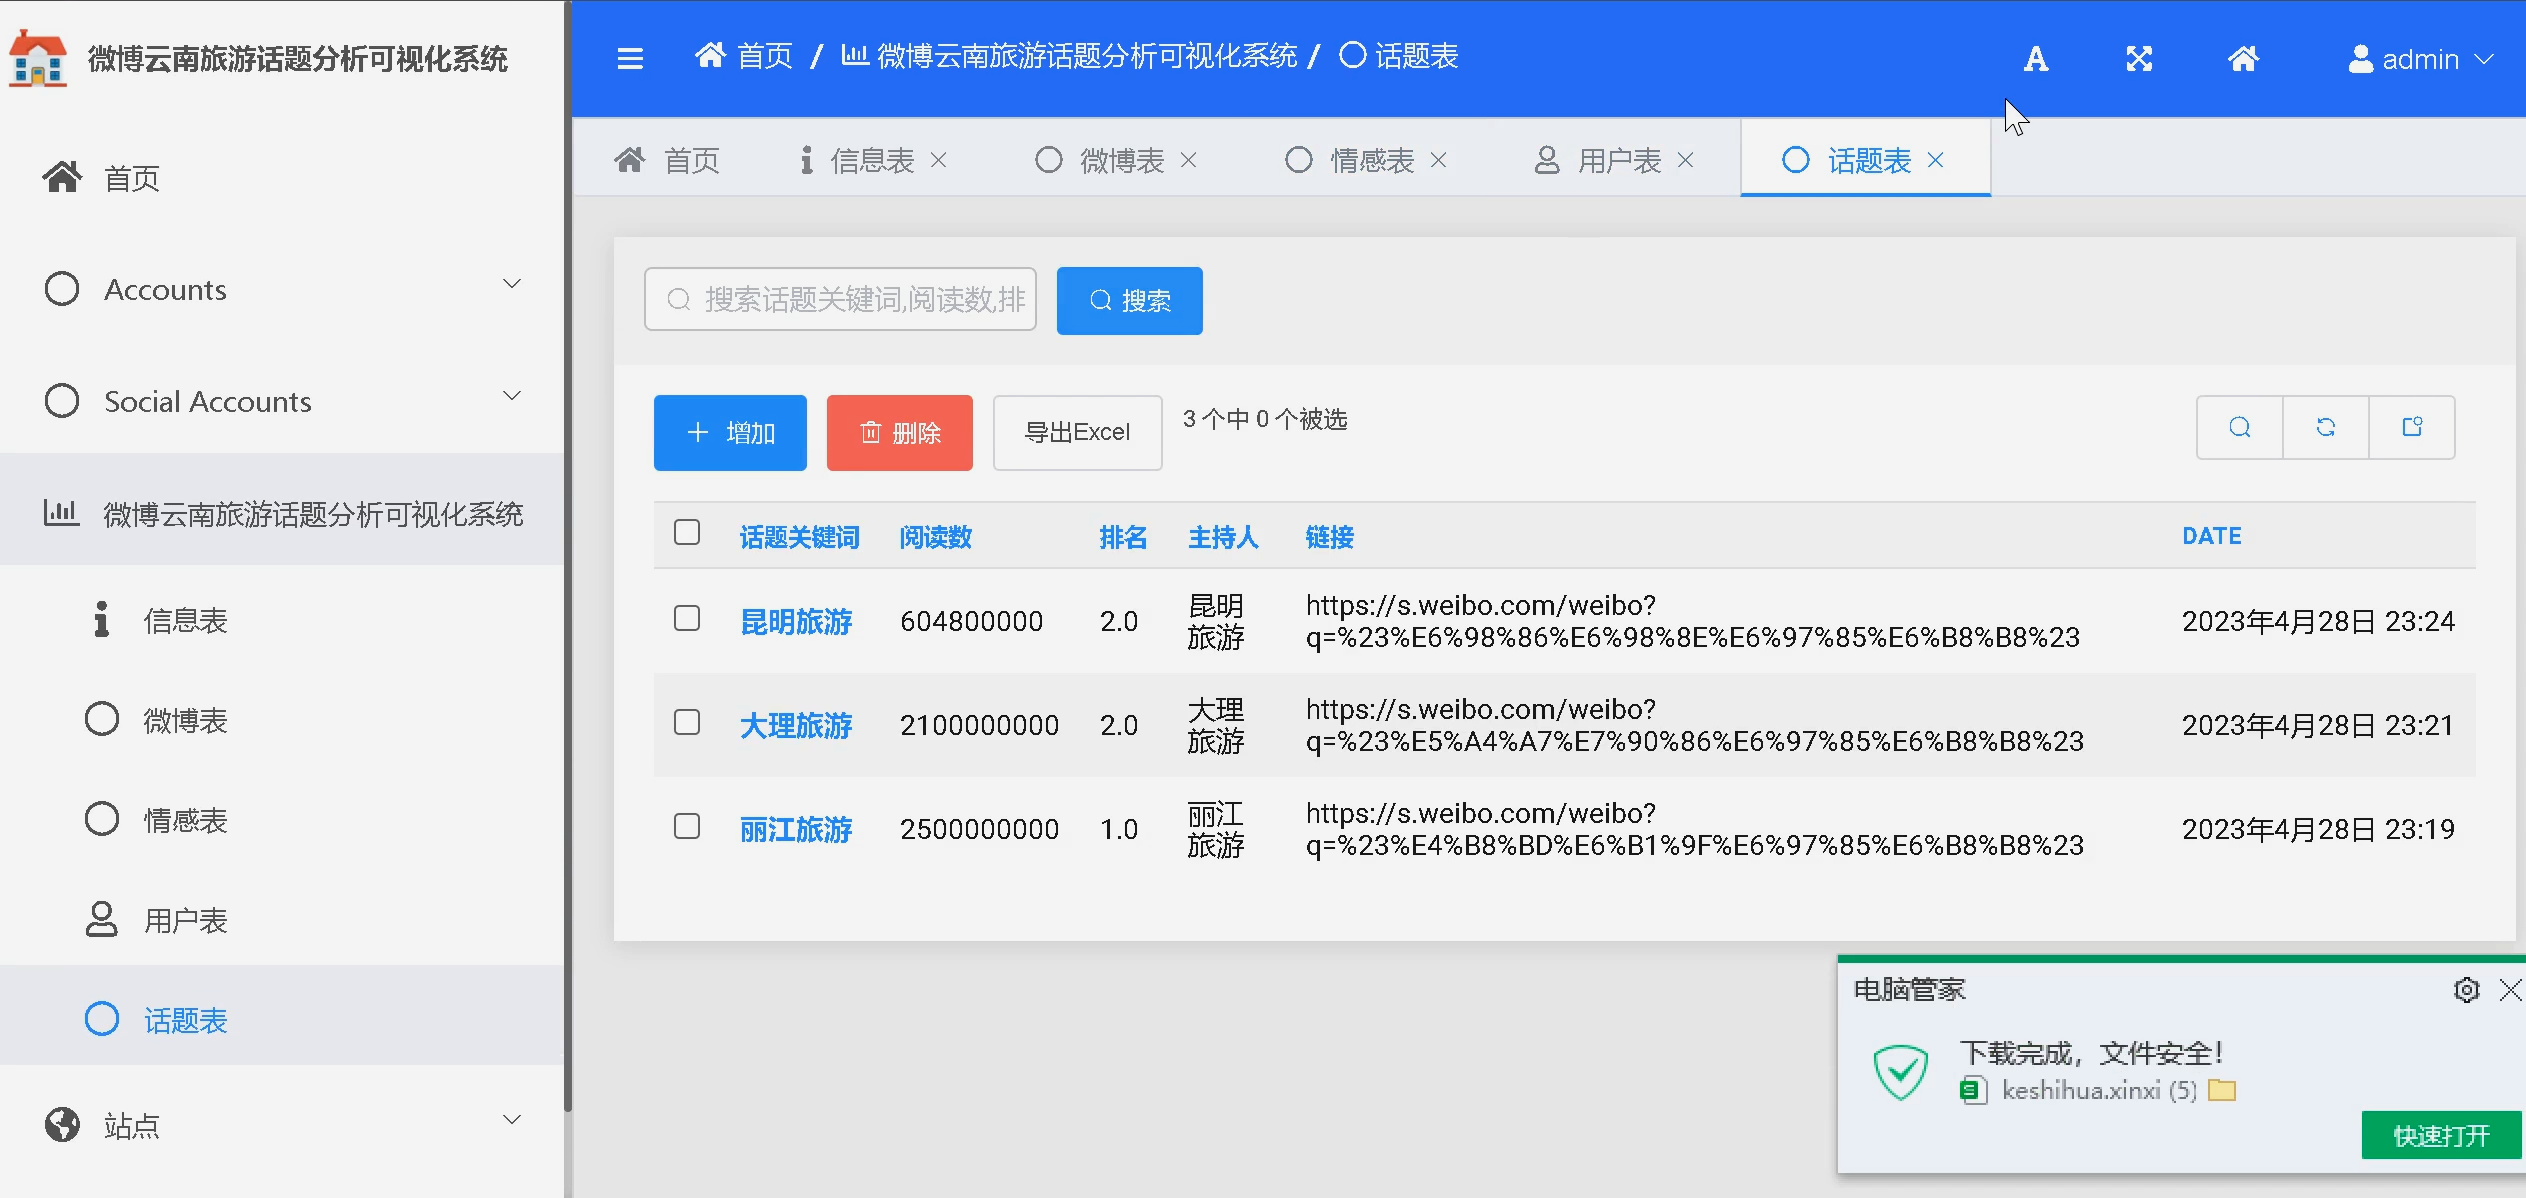 微博云南旅游话题分析可视化系统
首页 / 微博云南旅游话题分析可视化系统 / 话题表
A
admin
首页
Accounts
Social Accounts
微博云南旅游话题分析可视化系统
信息表
微博表
情感表
用户表
话题表
站点
首页 信息表 微博表 情感表 用户表 话题表
搜索话题关键词,阅读数,排
搜索
增加 删除 导出Excel 3 个中 0 个被选
话题关键词 阅读数 排名 主持人 链接 DATE
昆明旅游 604800000 2.0 昆明旅游 https://s.weibo.com/weibo?q=%23%E6%98%86%E6%98%8E%E6%97%85%E6%B8%B8%23 2023年4月28日 23:24
大理旅游 2100000000 2.0 大理旅游 https://s.weibo.com/weibo?q=%23%E5%A4%A7%E7%90%86%E6%97%85%E6%B8%B8%23 2023年4月28日 23:21
丽江旅游 2500000000 1.0 丽江旅游 https://s.weibo.com/weibo?q=%23%E4%B8%BD%E6%B1%9F%E6%97%85%E6%B8%B8%23 2023年4月28日 23:19
电脑管家
下载完成，文件安全！
keshihua.xinxi (5)
快速打开